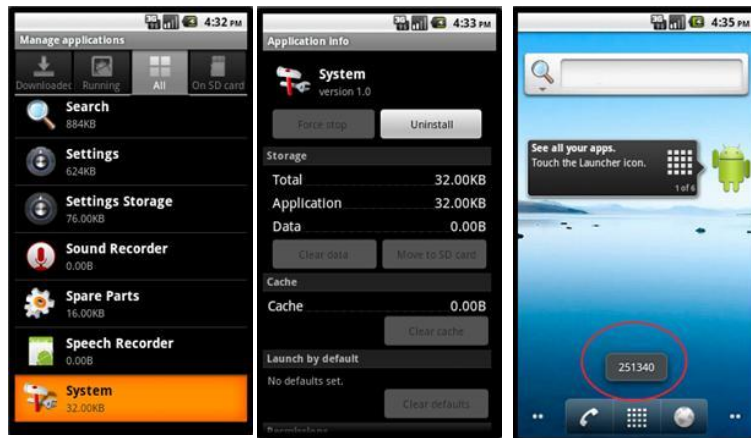 4:32 PM
Manage applications
Downloaded Running All On SD card
Search
884KB
Settings
624KB
Settings Storage
76.00KB
Sound Recorder
0.00B
Spare Parts
16.00KB
Speech Recorder
0.00B
System
32.00KB
4:33 PM
Application info
System
version 1.0
Force stop Uninstall
Storage
Total 32.00KB
Application 32.00KB
Data 0.00B
Clear data Move to SD card
Cache
Cache 0.00B
Clear cache
Launch by default
No defaults set.
Clear defaults
Permissions
4:35 PM
See all your apps.
Touch the Launcher icon.
1 of 6
251340